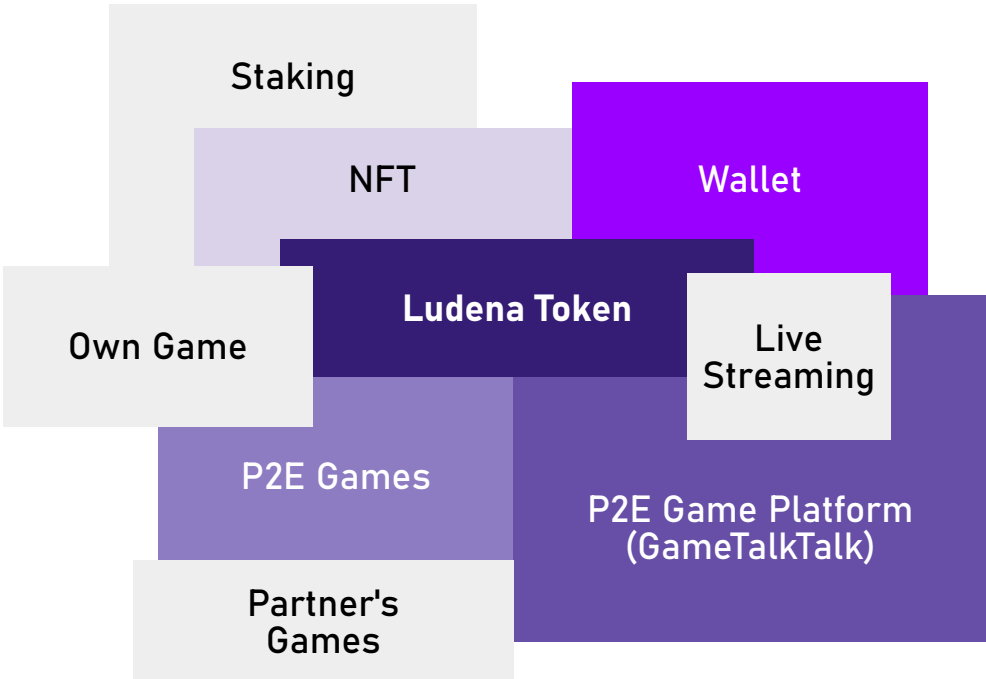 Staking
NFT
Wallet
Ludena Token
Own Game
Live
Streaming
P2E Games
P2E Game Platform
(GameTalkTalk)
Partner's
Games